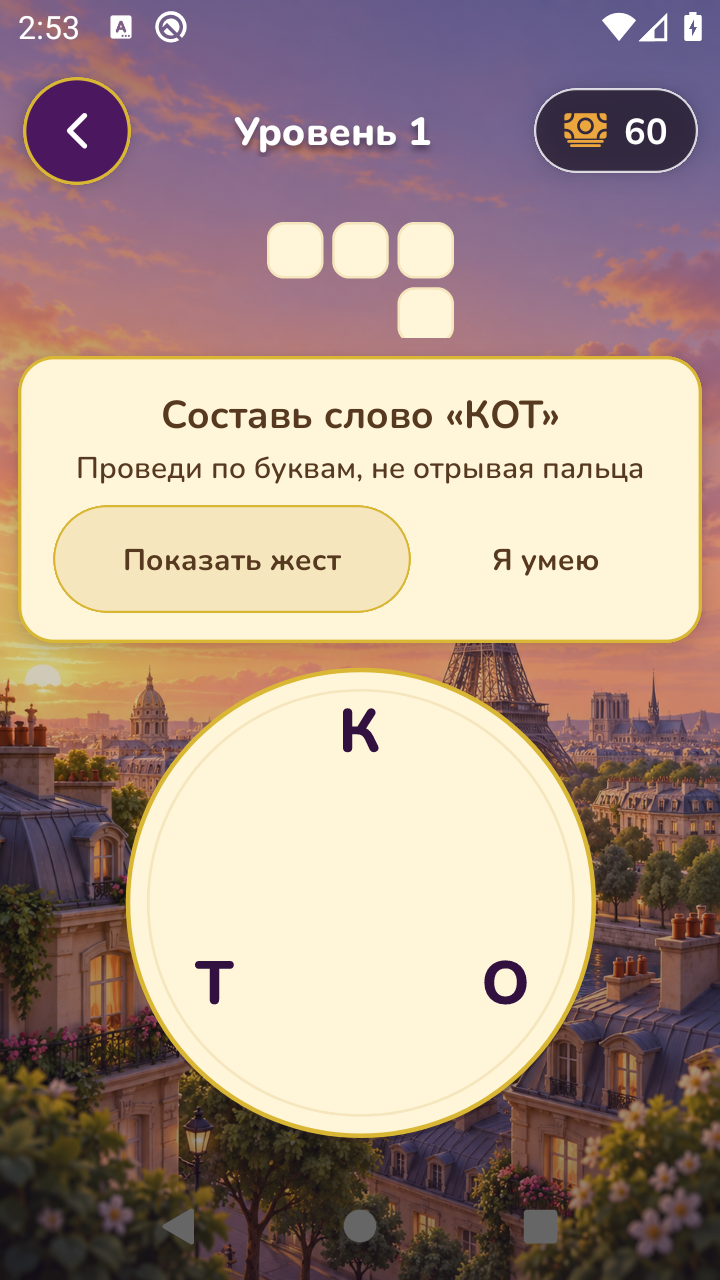 2:53
A
Уровень 1
60
Составь слово «КОТ»
Проведи по буквам, не отрывая пальца
Показать жест
Я умею
К
Т
О